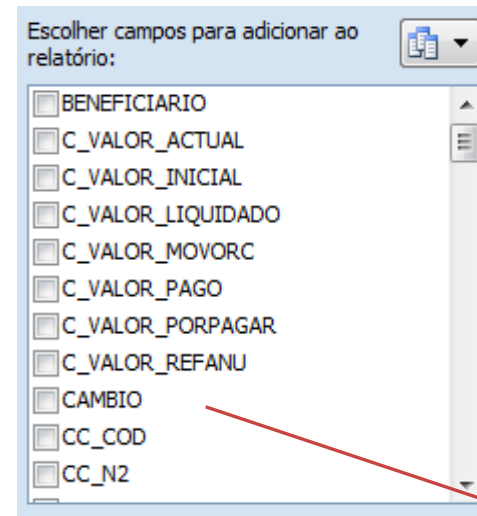 Escolher campos para adicionar ao
relatório:
BENEFICIARIO
C_VALOR_ACTUAL
C_VALOR_INICIAL
C_VALOR_LIQUIDADO
C_VALOR_MOVORC
C_VALOR_PAGO
C_VALOR_PORPAGAR
C_VALOR_REFANU
CAMBIO
CC_COD
CC_N2